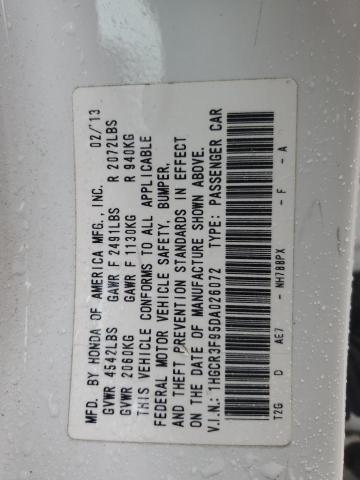 MFD. BY HONDA OF AMERICA MFG., INC. 02/13
GVWR 4542LBS GAWR F 2491LBS R 2072LBS
GVWR 2060KG GAWR F 1130KG R 940KG
THIS VEHICLE CONFORMS TO ALL APPLICABLE
FEDERAL MOTOR VEHICLE SAFETY, BUMPER,
AND THEFT PREVENTION STANDARDS IN EFFECT
ON THE DATE OF MANUFACTURE SHOWN ABOVE.
V.I.N.: 1HGCR3F95DA026072 TYPE: PASSENGER CAR
T2G D AE7 - NH788PX - F - A